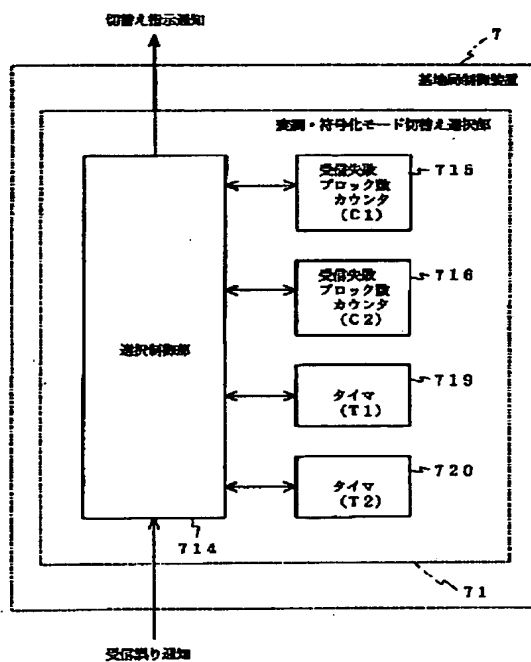 切替え指示通知
7
基地局制御装置
変調・符号化モード切替え選択部
受信失敗
ブロック数
カウンタ
(C1)
715
受信失敗
ブロック数
カウンタ
(C2)
716
選択制御部
タイマ
(T1)
719
タイマ
(T2)
720
714
71
受信誤り通知